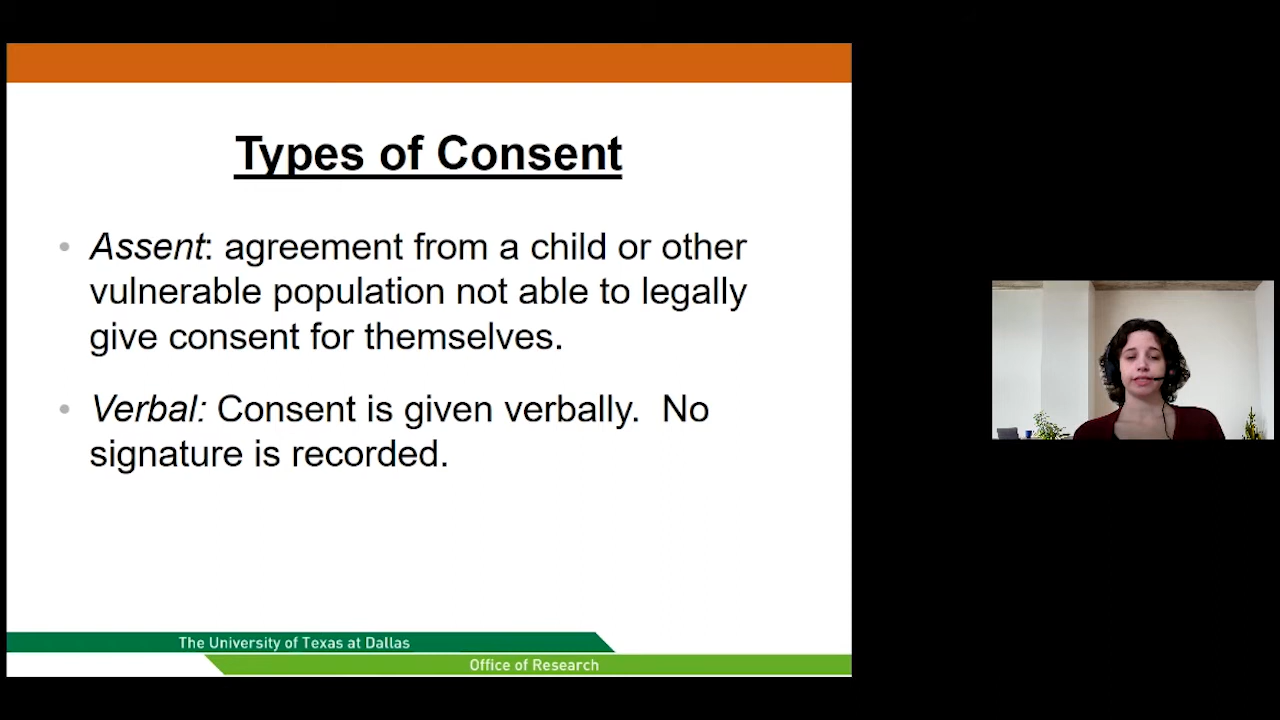 Types of Consent
• Assent: agreement from a child or other
vulnerable population not able to legally
give consent for themselves.
• Verbal: Consent is given verbally.  No
signature is recorded.
The University of Texas at Dallas
Office of Research